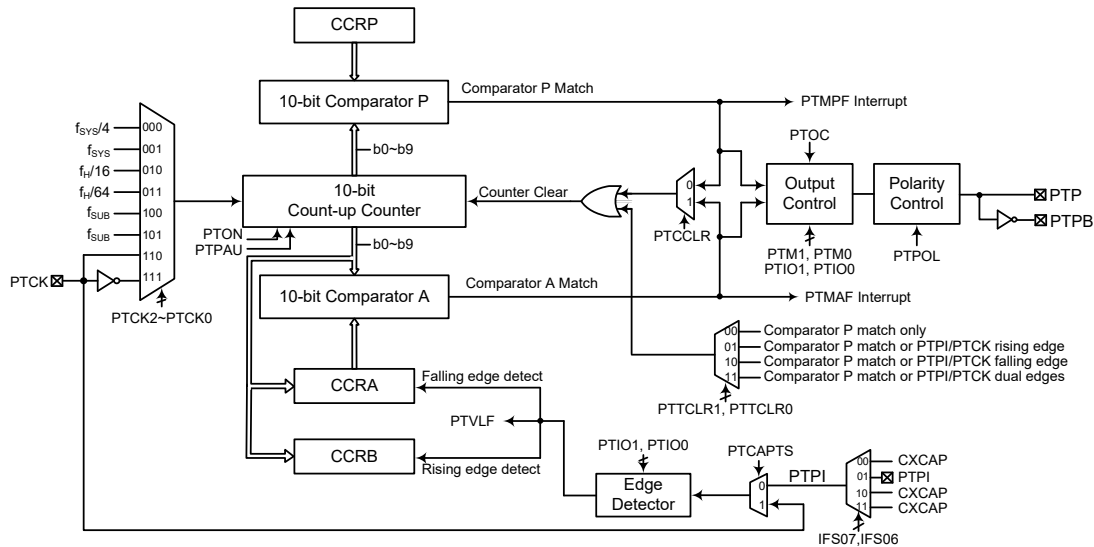 CCRP
10-bit Comparator P
Comparator P Match
PTMPF Interrupt
b0~b9
fSYS/4
fSYS
fH/16
fH/64
fSUB
fSUB
000
001
010
011
100
101
110
111
PTCK
PTCK2~PTCK0
10-bit
Count-up Counter
PTON
PTPAU
b0~b9
Counter Clear
0
1
PTCCLR
PTOC
Output
Control
PTM1, PTM0
PTIO1, PTIO0
Polarity
Control
PTPOL
PTP
PTPB
10-bit Comparator A
Comparator A Match
PTMAF Interrupt
00
01
10
11
Comparator P match only
Comparator P match or PTPI/PTCK rising edge
Comparator P match or PTPI/PTCK falling edge
Comparator P match or PTPI/PTCK dual edges
PTTCLR1, PTTCLR0
CCRA
Falling edge detect
PTVLF
CCRB
Rising edge detect
PTIO1, PTIO0
Edge
Detector
PTCAPTS
0
1
PTPI
00
01
10
11
CXCAP
PTPI
CXCAP
CXCAP
IFS07,IFS06